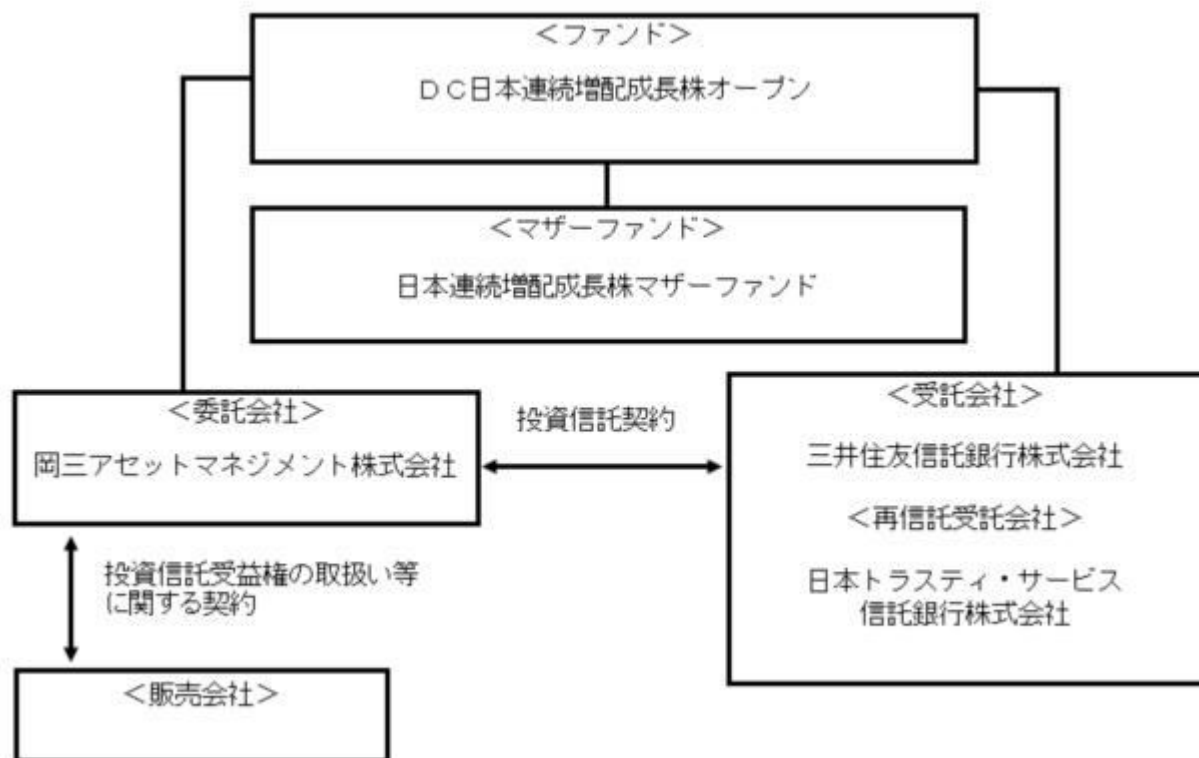 ＜ファンド＞
ＤＣ日本連続増配成長株オープン
＜マザーファンド＞
日本連続増配成長株マザーファンド
＜委託会社＞
岡三アセットマネジメント株式会社
投資信託契約
＜受託会社＞
三井住友信託銀行株式会社
＜再信託受託会社＞
日本トラスティ・サービス
信託銀行株式会社
投資信託受益権の取扱い等
に関する契約
＜販売会社＞